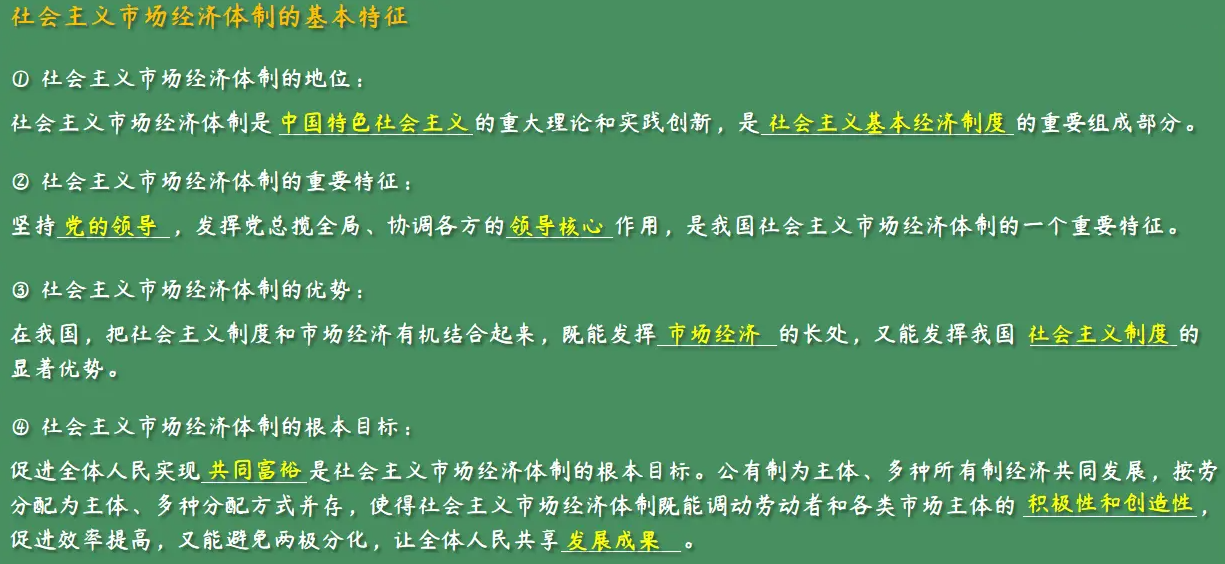 社会主义市场经济体制的基本特征
① 社会主义市场经济体制的地位：
社会主义市场经济体制是 中国特色社会主义 的重大理论和实践创新，是 社会主义基本经济制度 的重要组成部分。
② 社会主义市场经济体制的重要特征：
坚持 党的领导 ，发挥党总揽全局、协调各方的 领导核心 作用，是我国社会主义市场经济体制的一个重要特征。
③ 社会主义市场经济体制的优势：
在我国，把社会主义制度和市场经济有机结合起来，既能发挥 市场经济 的长处，又能发挥我国 社会主义制度 的
显著优势。
④ 社会主义市场经济体制的根本目标：
促进全体人民实现 共同富裕 是社会主义市场经济体制的根本目标。公有制为主体、多种所有制经济共同发展，按劳
分配为主体、多种分配方式并存，使得社会主义市场经济体制既能调动劳动者和各类市场主体的 积极性和创造性 ，
促进效率提高，又能避免两极分化，让全体人民共享 发展成果 。